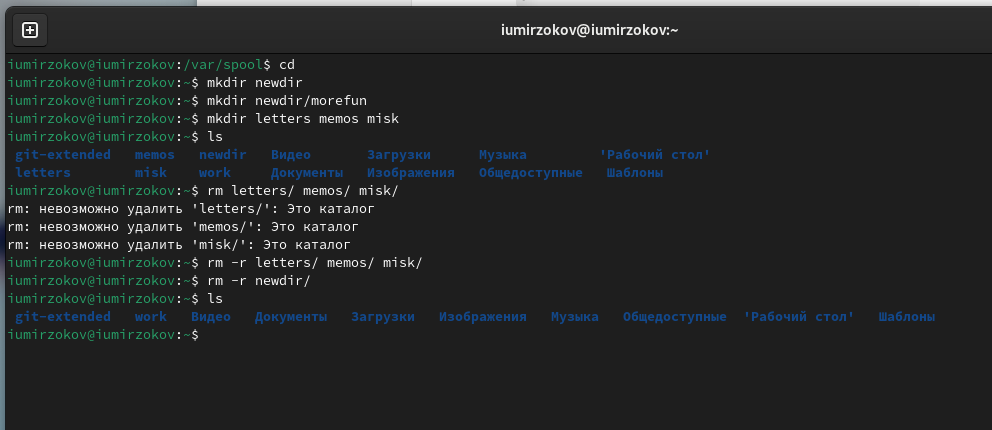 iumirzokov@iumirzokov:~
iumirzokov@iumirzokov:/var/spool$ cd
iumirzokov@iumirzokov:~$ mkdir newdir
iumirzokov@iumirzokov:~$ mkdir newdir/morefun
iumirzokov@iumirzokov:~$ mkdir letters memos misk
iumirzokov@iumirzokov:~$ ls
git-extended memos newdir Видео Загрузки Музыка 'Рабочий стол'
letters misk work Документы Изображения Общедоступные Шаблоны
iumirzokov@iumirzokov:~$ rm letters/ memos/ misk/
rm: невозможно удалить 'letters/': Это каталог
rm: невозможно удалить 'memos/': Это каталог
rm: невозможно удалить 'misk/': Это каталог
iumirzokov@iumirzokov:~$ rm -r letters/ memos/ misk/
iumirzokov@iumirzokov:~$ rm -r newdir/
iumirzokov@iumirzokov:~$ ls
git-extended work Видео Документы Загрузки Изображения Музыка Общедоступные 'Рабочий стол' Шаблоны
iumirzokov@iumirzokov:~$